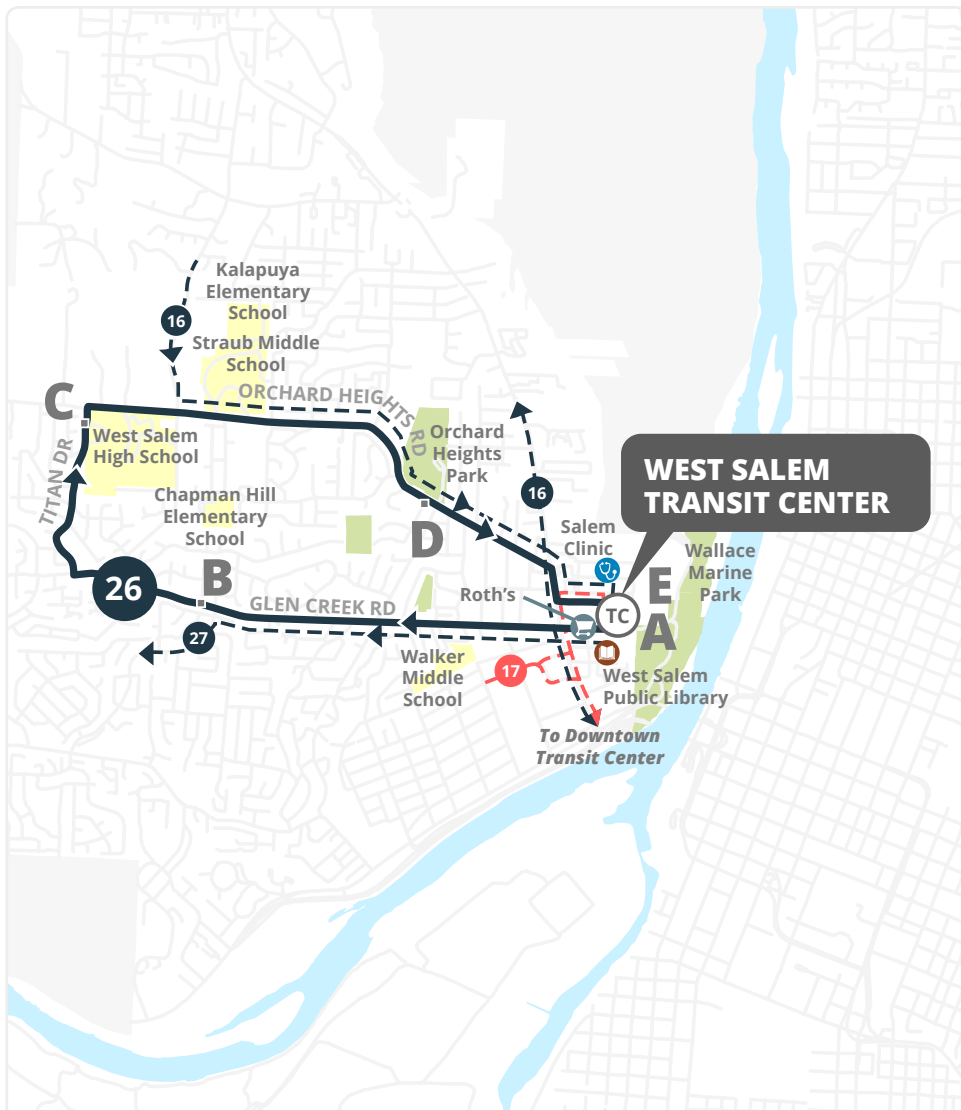 Kalapuya
Elementary
School
16
Straub Middle
School
ORCHARD HEIGHTS RD
C
West Salem
High School
TITAN DR
Orchard
Heights
Park
WEST SALEM
TRANSIT CENTER
16
Chapman Hill
Elementary
School
D
Salem
Clinic
Wallace
Marine
Park
26
B
GLEN CREEK RD
Roth's
E
TC
A
27
Walker
Middle
School
17
West Salem
Public Library
To Downtown
Transit Center